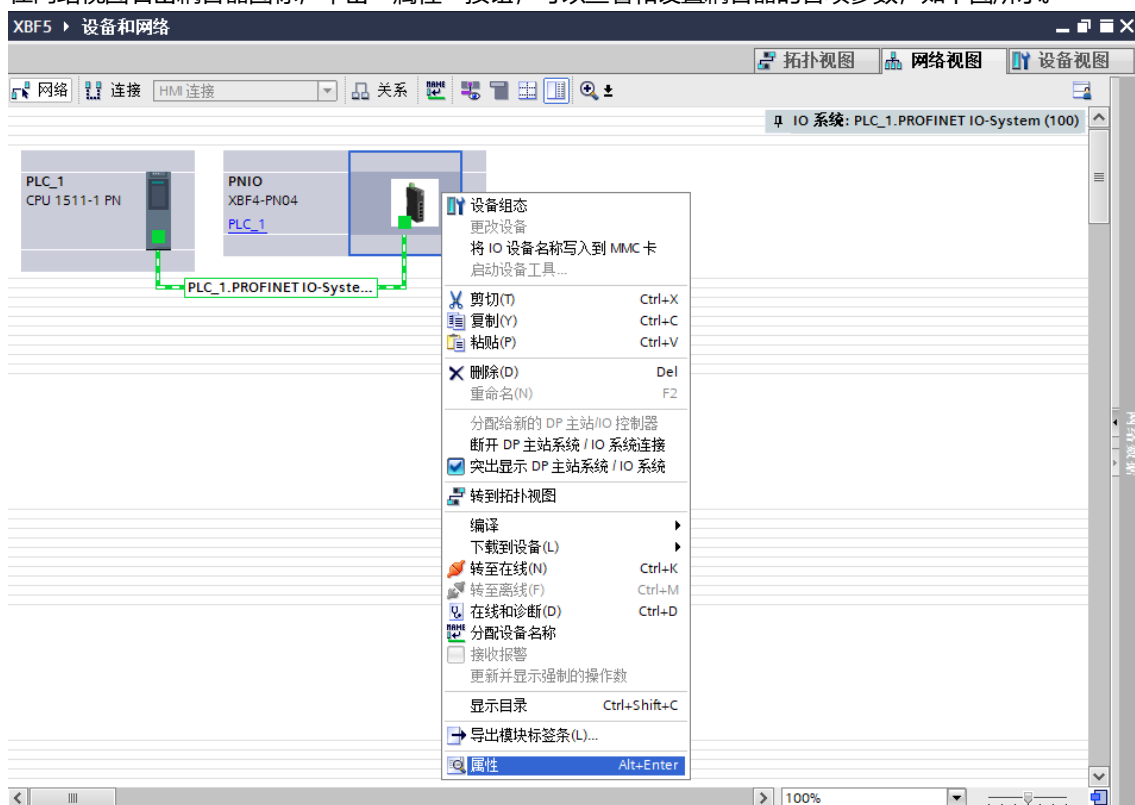 XBF5 ▸ 设备和网络
拓扑视图 网络视图 设备视图
网络 连接 HMI 连接 关系
IO 系统: PLC_1.PROFINET IO-System (100)
PLC_1
CPU 1511-1 PN
PNIO
XBF4-PN04
PLC_1
PLC_1.PROFINET IO-Syste...
设备组态
更改设备
将 IO 设备名称写入到 MMC 卡
启动设备工具...
剪切(T) Ctrl+X
复制(Y) Ctrl+C
粘贴(P) Ctrl+V
删除(D) Del
重命名(N) F2
分配给新的 DP 主站/IO 控制器
断开 DP 主站系统 / IO 系统连接
突出显示 DP 主站系统 / IO 系统
转到拓扑视图
编译
下载到设备(L)
转至在线(N) Ctrl+K
转至离线(F) Ctrl+M
在线和诊断(D) Ctrl+D
分配设备名称
接收报警
更新并显示强制的操作数
显示目录 Ctrl+Shift+C
导出模块标签条(L)...
属性 Alt+Enter
网络数据
100%